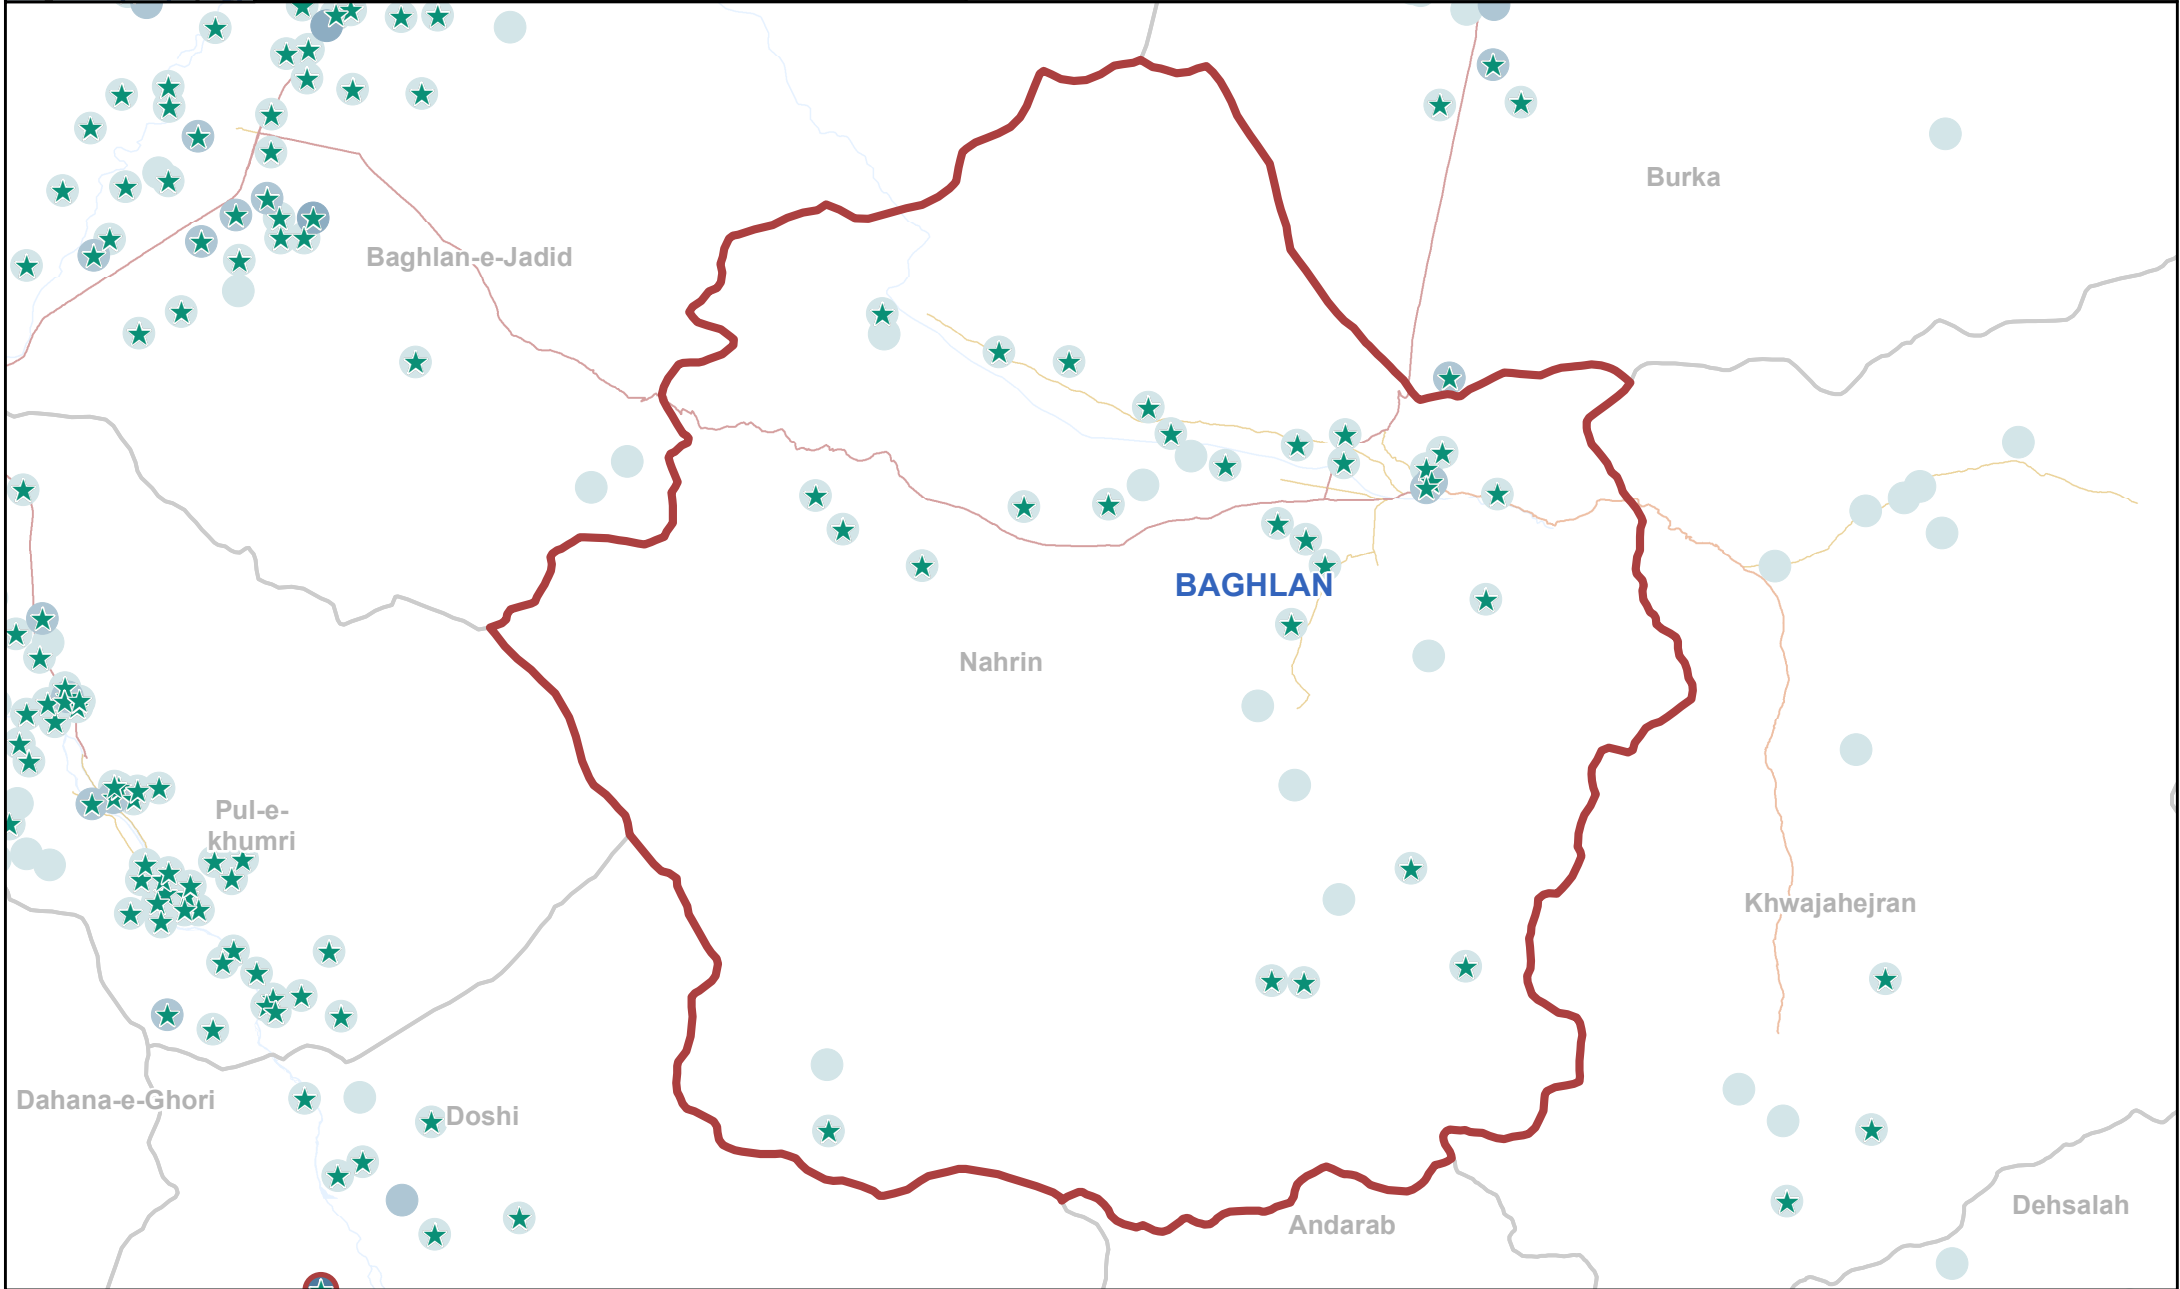 Burka
Baghlan-e-Jadid
BAGHLAN
Nahrin
Pul-e-
khumri
Khwajahejran
Dahana-e-Ghori
Doshi
Dehsalah
Andarab